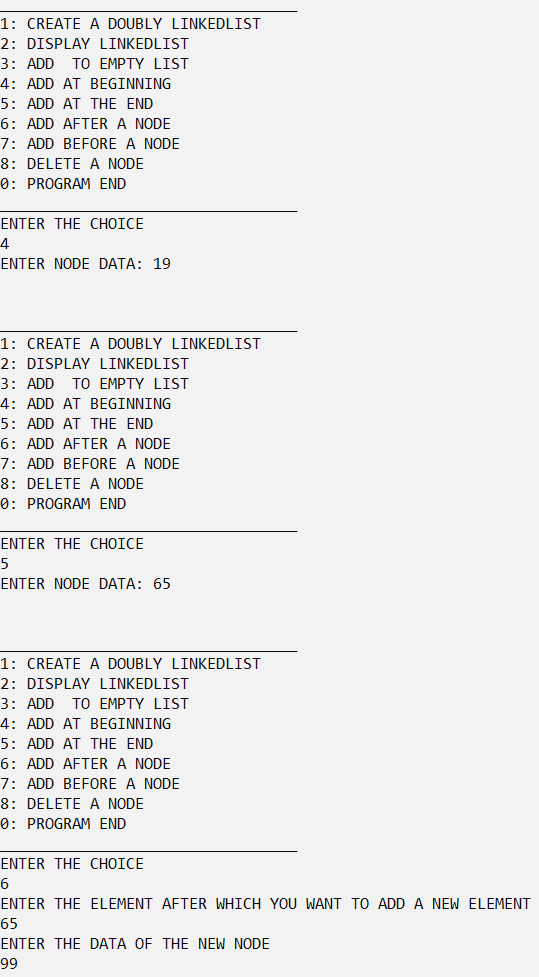 1: CREATE A DOUBLY LINKEDLIST
2: DISPLAY LINKEDLIST
3: ADD  TO EMPTY LIST
4: ADD AT BEGINNING
5: ADD AT THE END
6: ADD AFTER A NODE
7: ADD BEFORE A NODE
8: DELETE A NODE
0: PROGRAM END
ENTER THE CHOICE
4
ENTER NODE DATA: 19
1: CREATE A DOUBLY LINKEDLIST
2: DISPLAY LINKEDLIST
3: ADD  TO EMPTY LIST
4: ADD AT BEGINNING
5: ADD AT THE END
6: ADD AFTER A NODE
7: ADD BEFORE A NODE
8: DELETE A NODE
0: PROGRAM END
ENTER THE CHOICE
5
ENTER NODE DATA: 65
1: CREATE A DOUBLY LINKEDLIST
2: DISPLAY LINKEDLIST
3: ADD  TO EMPTY LIST
4: ADD AT BEGINNING
5: ADD AT THE END
6: ADD AFTER A NODE
7: ADD BEFORE A NODE
8: DELETE A NODE
0: PROGRAM END
ENTER THE CHOICE
6
ENTER THE ELEMENT AFTER WHICH YOU WANT TO ADD A NEW ELEMENT
65
ENTER THE DATA OF THE NEW NODE
99